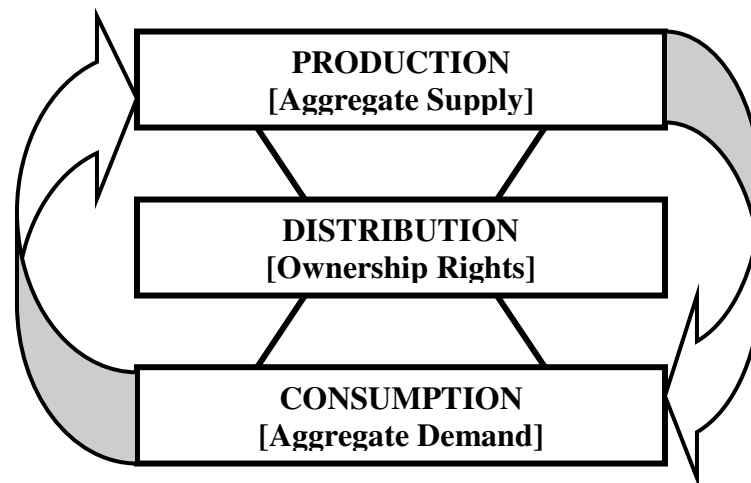 PRODUCTION
[Aggregate Supply]
DISTRIBUTION
[Ownership Rights]
CONSUMPTION
[Aggregate Demand]